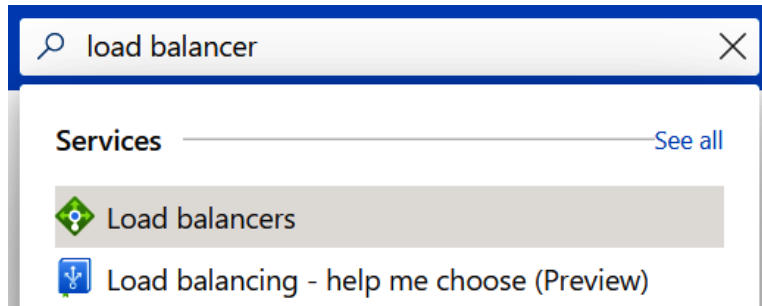 load balancer
Services See all
Load balancers
Load balancing - help me choose (Preview)